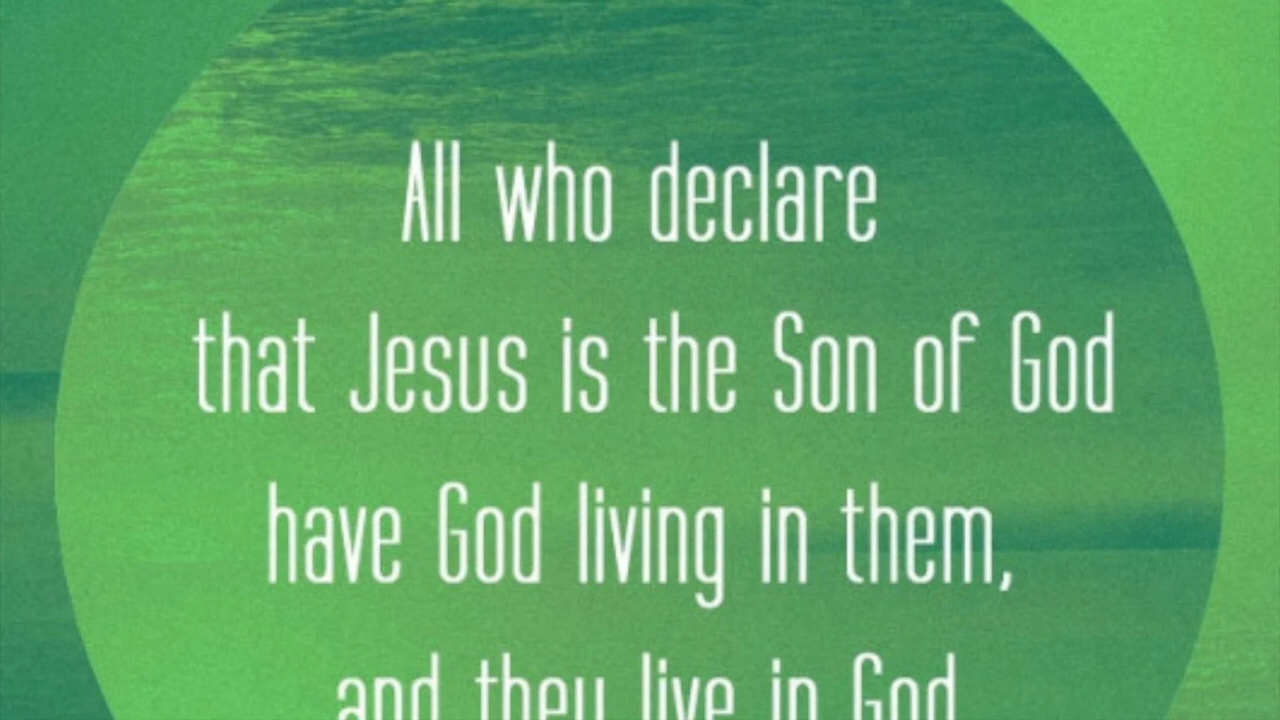 All who declare
that Jesus is the Son of God
have God living in them,
and they live in God